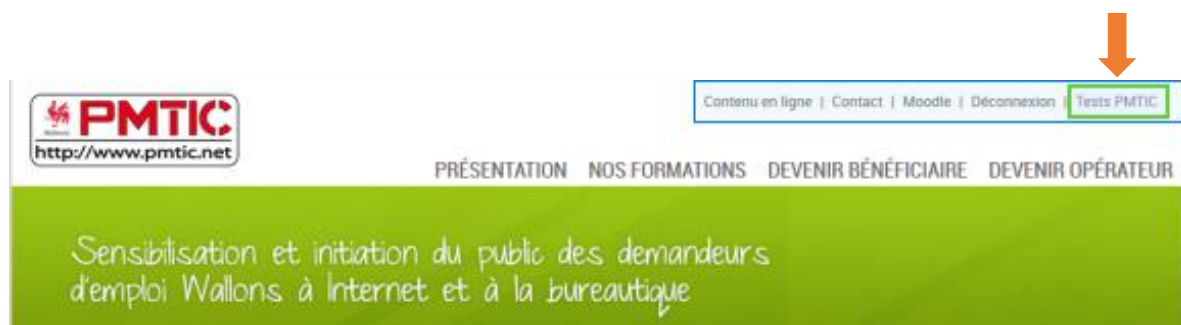 Contenu en ligne | Contact | Moodle | Déconnexion | Tests PMTIC
PMTIC
http://www.pmtic.net
PRÉSENTATION NOS FORMATIONS DEVENIR BÉNÉFICIAIRE DEVENIR OPÉRATEUR
Sensibilisation et initiation du public des demandeurs
d'emploi Wallons à Internet et à la bureautique